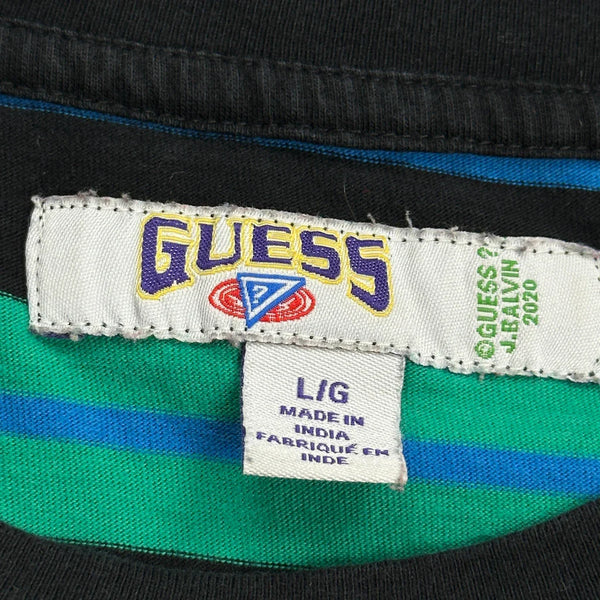 GUESS
?
©GUESS ?
J.BALVIN
2020
L/G
MADE IN
INDIA
FABRIQUÉ EN
INDE